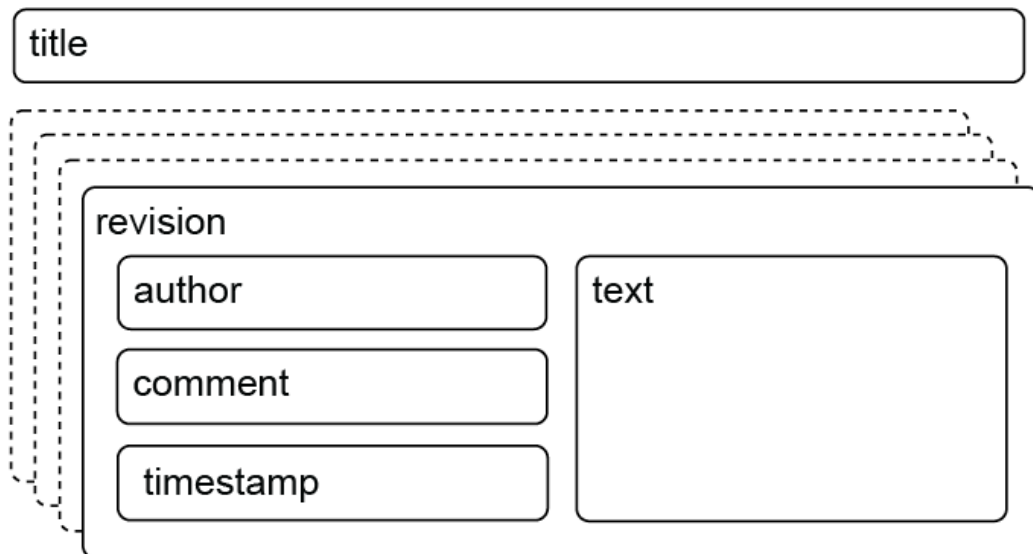 title
revision
author
text
comment
timestamp